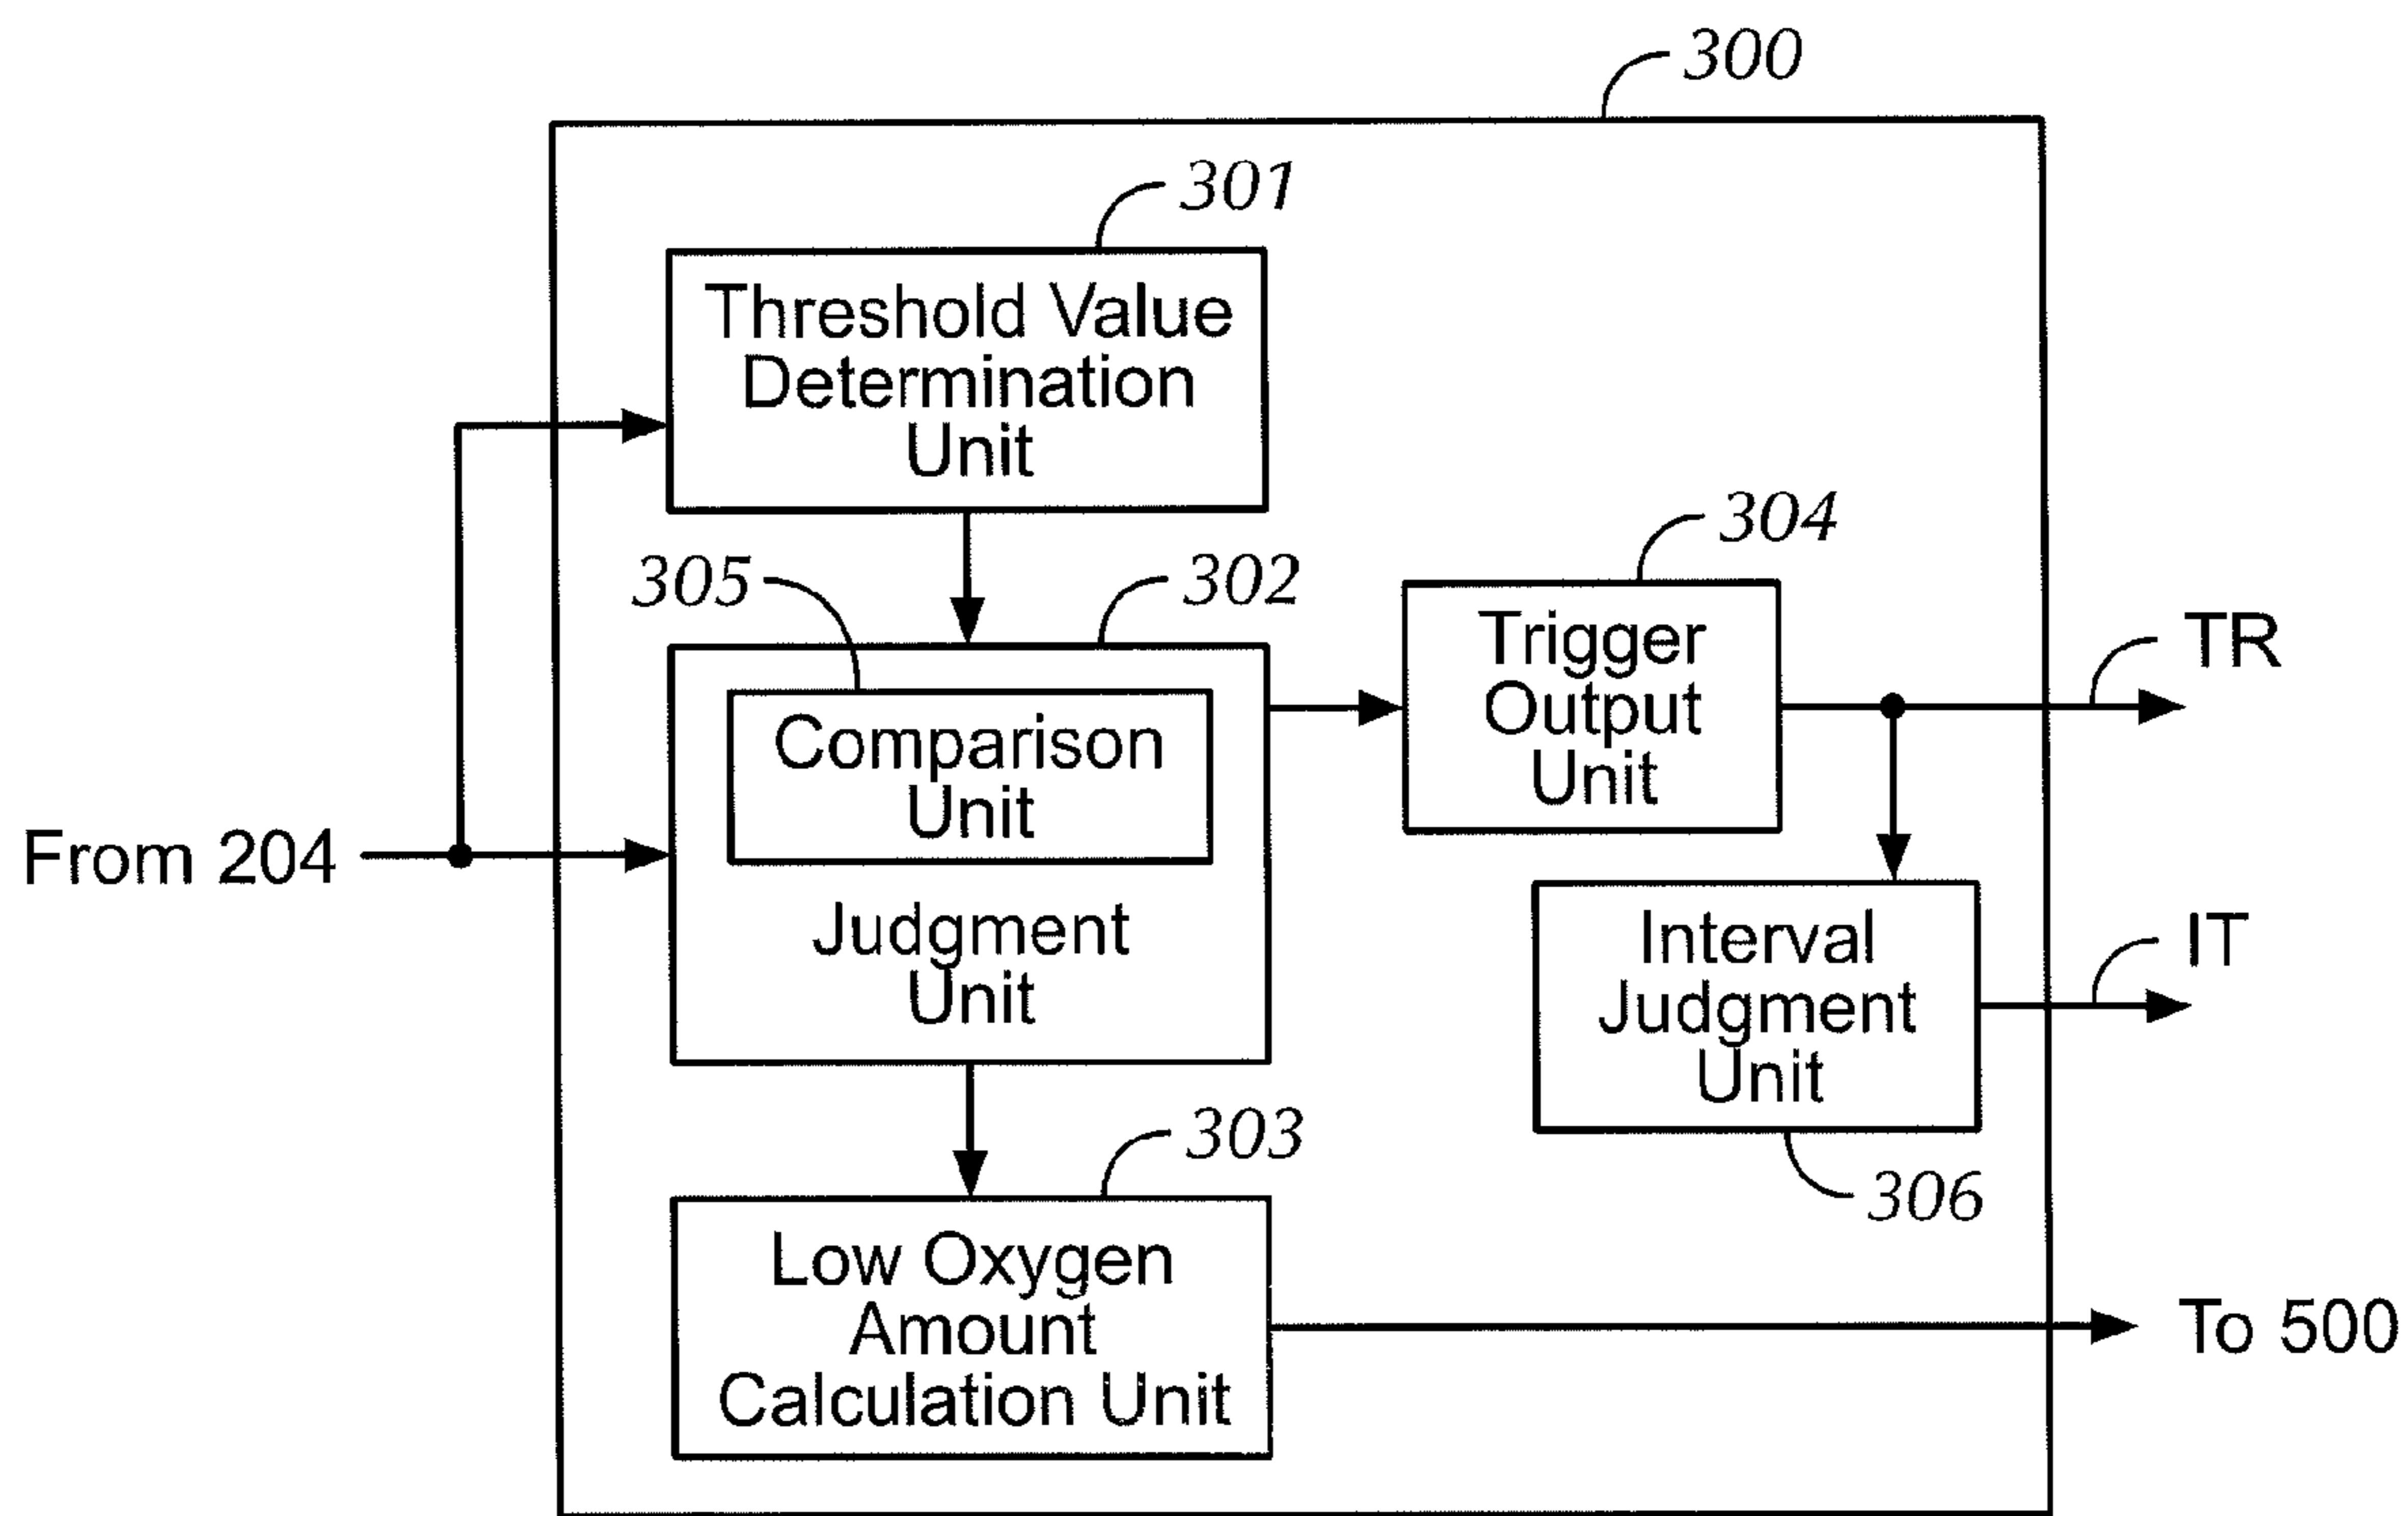 300
301
Threshold Value
Determination
Unit
305
302
304
Comparison
Unit
Judgment
Unit
Trigger
Output
Unit
TR
From 204
Interval
Judgment
Unit
IT
303
306
Low Oxygen
Amount
Calculation Unit
To 500